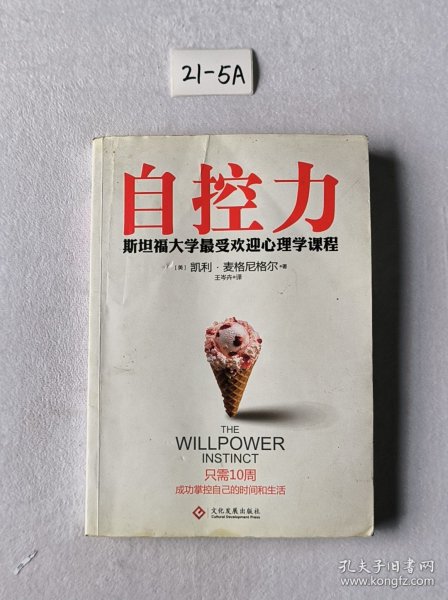 21-5A
自控力
斯坦福大学最受欢迎心理学课程
[美] 凯利·麦格尼格尔·著
王岑卉·译
THE
WILLPOWER
INSTINCT
只需10周
成功掌控自己的时间和生活
文化发展出版社
Cultural Development Press
孔夫子旧书网
www.kongfz.com